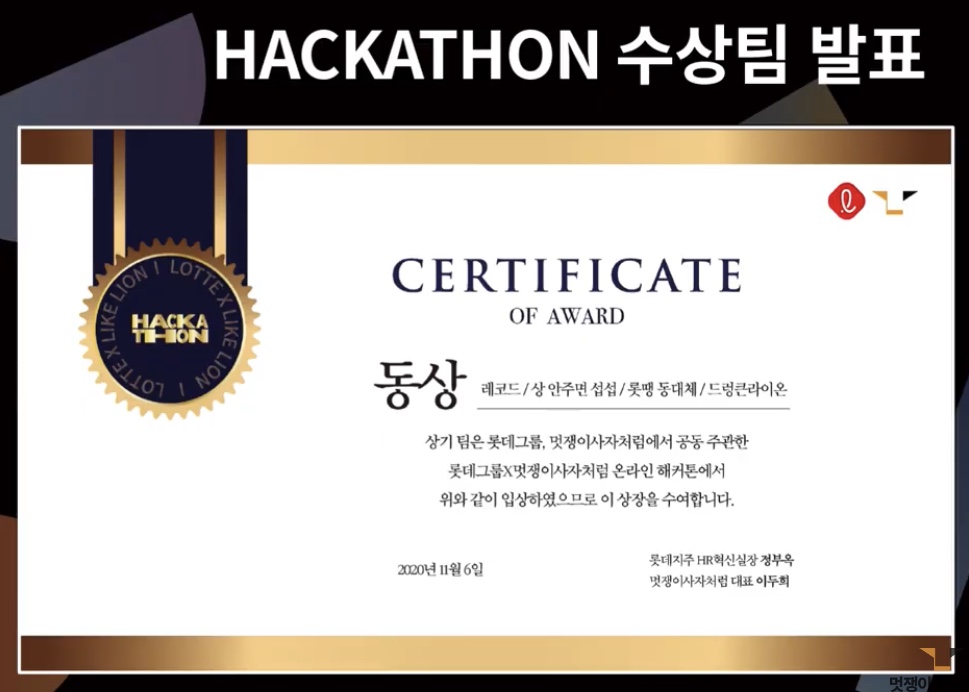 HACKATHON 수상팀 발표
LOTTE X LIKE LION I LOTTE X LIKE LION I
HACKA
THON
CERTIFICATE
OF AWARD
동상 레코드 / 상 안주면 섭섭 / 롯땡 동대체 / 드렁큰라이온
상기 팀은 롯데그룹, 멋쟁이사자처럼에서 공동 주관한
롯데그룹X멋쟁이사자처럼 온라인 해커톤에서
위와 같이 입상하였으므로 이 상장을 수여합니다.
2020년 11월 6일
롯데지주 HR혁신실장 정부옥
멋쟁이사자처럼 대표 이두희
멋쟁이